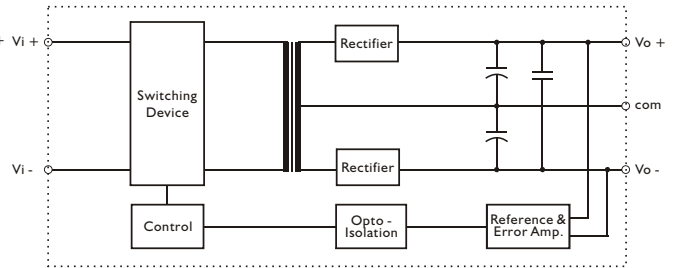 + Vi +
Rectifier
Vo +
Switching
Device
com
Vi -
Rectifier
Vo -
Control
Opto -
Isolation
Reference &
Error Amp.